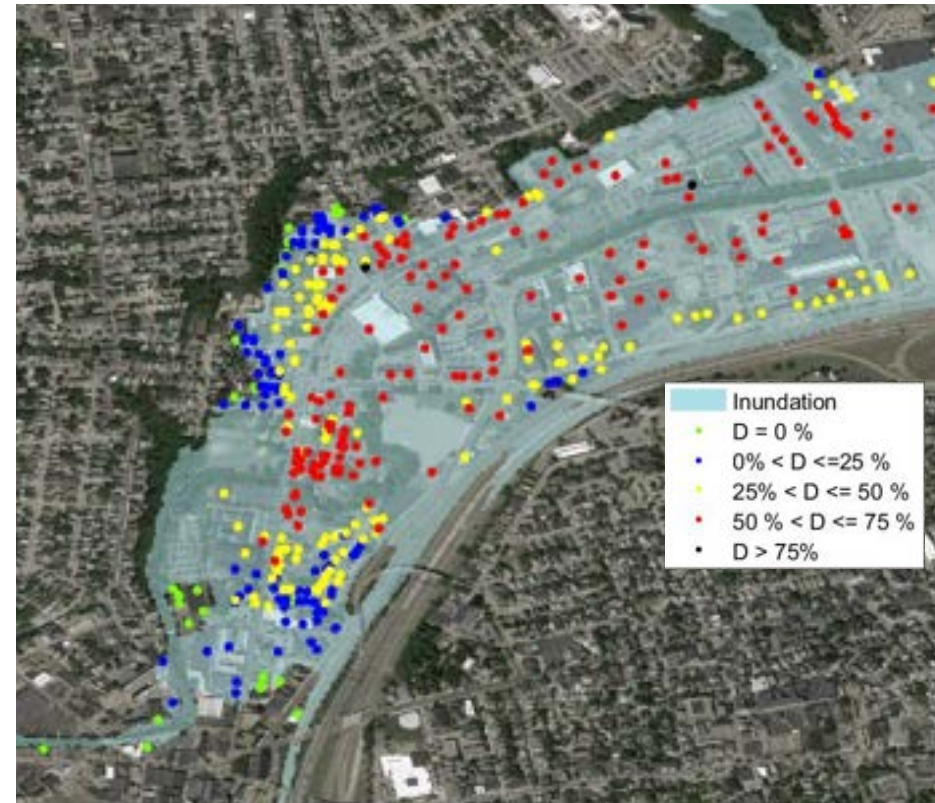 Inundation
D = 0 %
0% < D <=25 %
25% < D <= 50 %
50 % < D <= 75 %
D > 75%